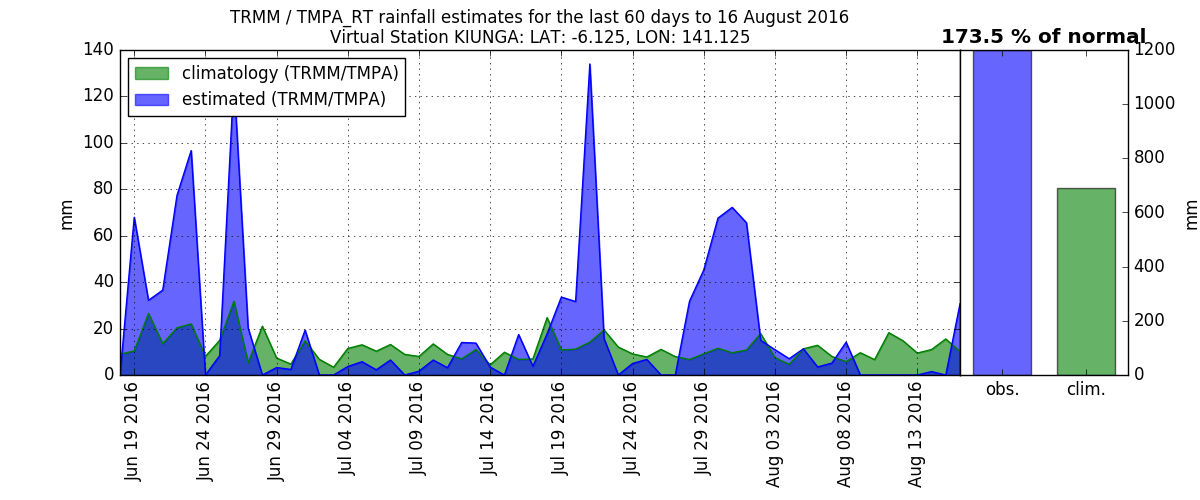 TRMM / TMPA_RT rainfall estimates for the last 60 days to 16 August 2016
Virtual Station KIUNGA: LAT: -6.125, LON: 141.125
173.5 % of normal
climatology (TRMM/TMPA)
estimated (TRMM/TMPA)
mm
140
120
100
80
60
40
20
0
Jun 19 2016
Jun 24 2016
Jun 29 2016
Jul 04 2016
Jul 09 2016
Jul 14 2016
Jul 19 2016
Jul 24 2016
Jul 29 2016
Aug 03 2016
Aug 08 2016
Aug 13 2016
obs.
clim.
1200
1000
800
600
400
200
0
mm